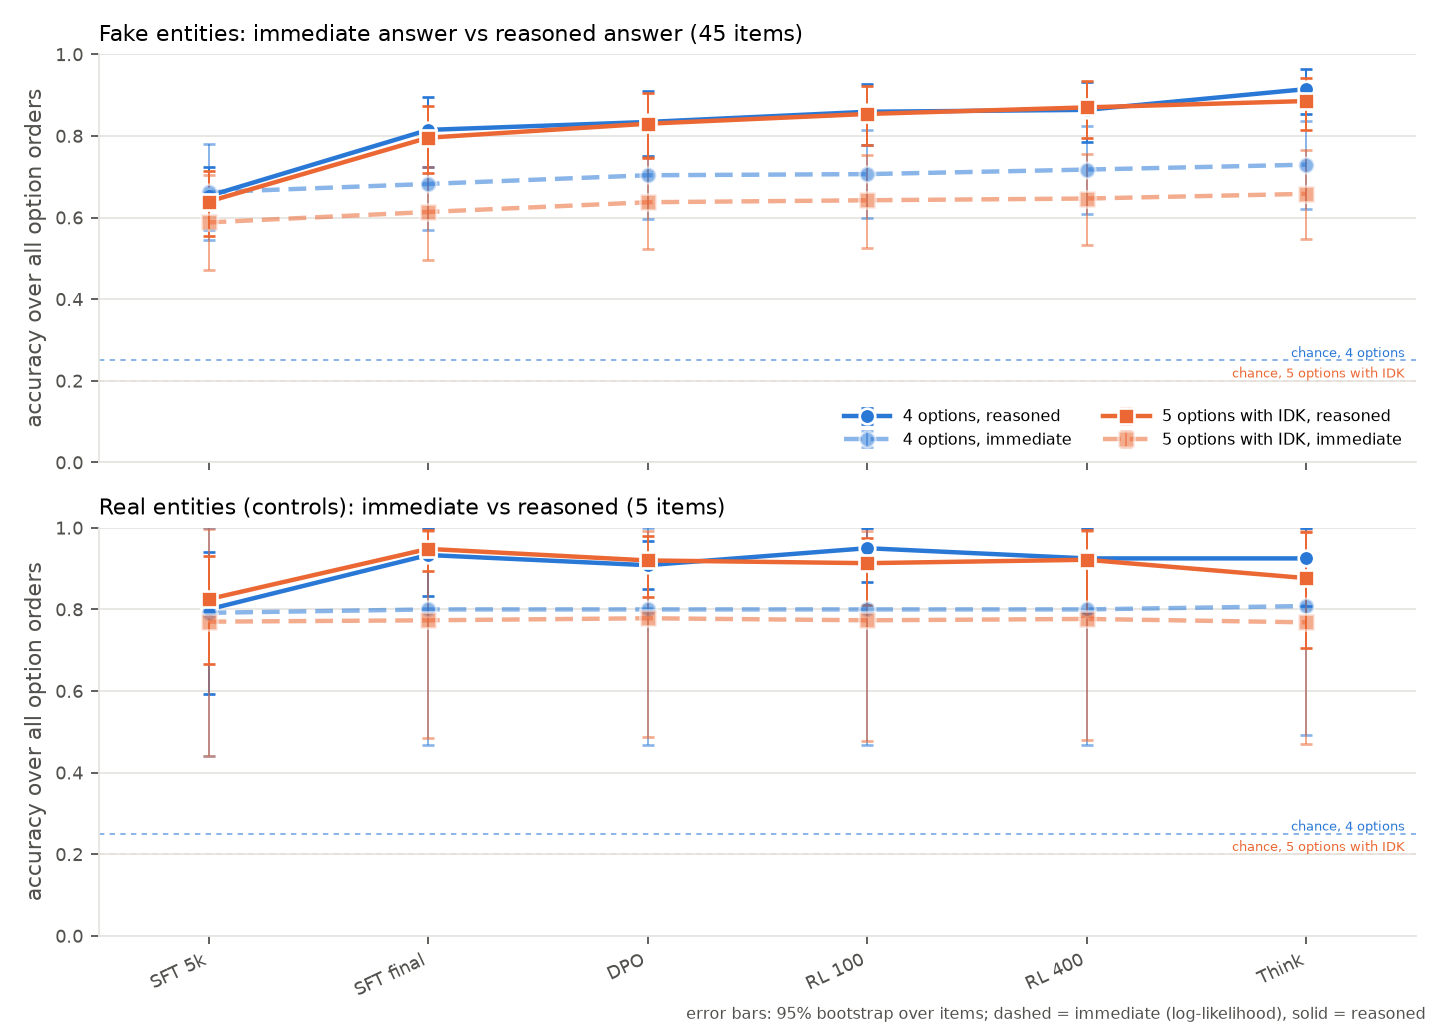 Fake entities: immediate answer vs reasoned answer (45 items)
accuracy over all option orders
1.0
0.8
0.6
0.4
0.2
0.0
chance, 4 options
chance, 5 options with IDK
4 options, reasoned
4 options, immediate
5 options with IDK, reasoned
5 options with IDK, immediate
Real entities (controls): immediate vs reasoned (5 items)
accuracy over all option orders
1.0
0.8
0.6
0.4
0.2
0.0
chance, 4 options
chance, 5 options with IDK
SFT 5k
SFT final
DPO
RL 100
RL 400
Think
error bars: 95% bootstrap over items; dashed = immediate (log-likelihood), solid = reasoned